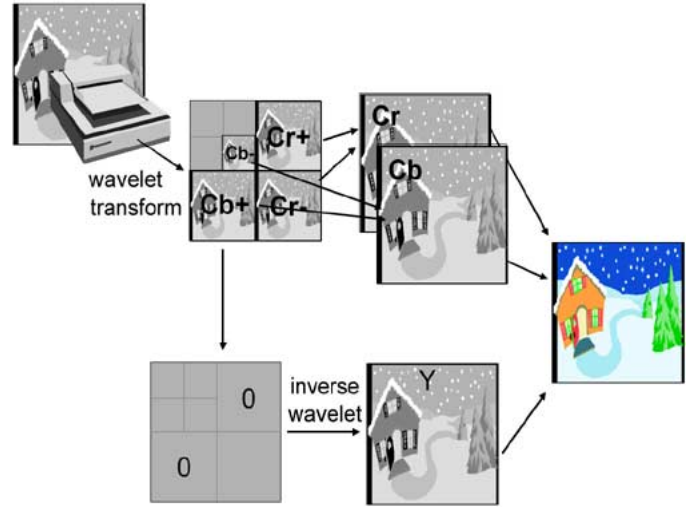 wavelet
transform
Cr+
Cb-
Cb+
Cr-
Cr
Cb
0
0
inverse
wavelet
Y